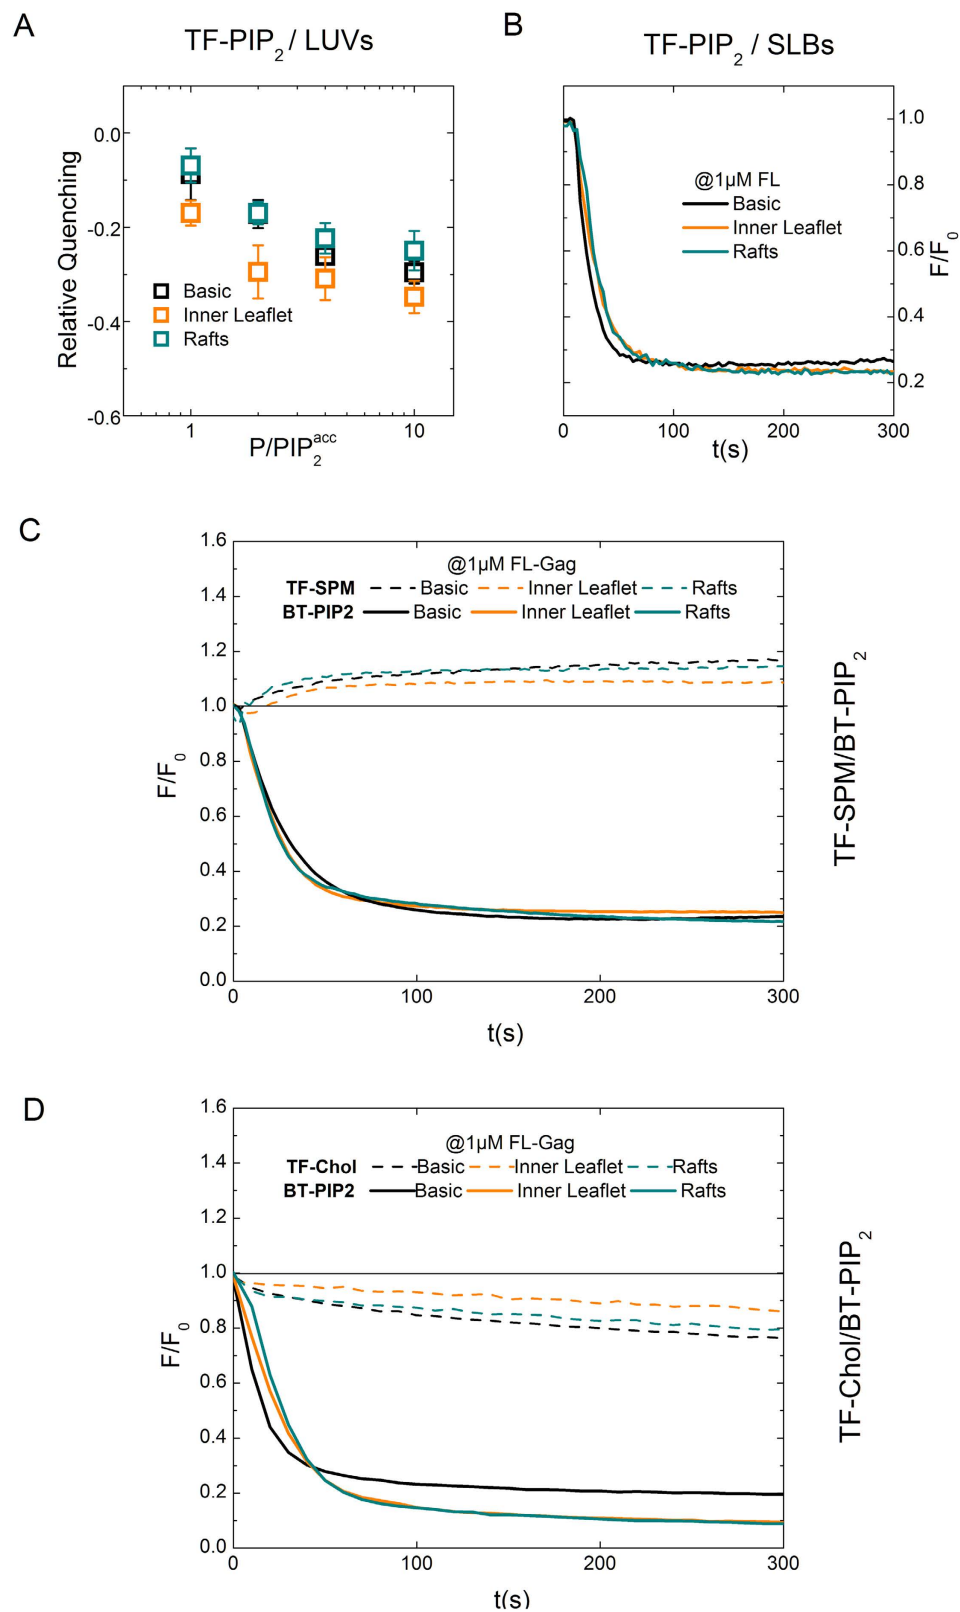 A
TF-PIP2 / LUVs
0.0
-0.2
-0.4
-0.6
Relative Quenching
Basic
Inner Leaflet
Rafts
1
10
P/PIP2acc
B
TF-PIP2 / SLBs
@1µM FL
Basic
Inner Leaflet
Rafts
1.0
0.8
0.6
0.4
0.2
F/F0
0
100
200
300
t(s)
C
@1µM FL-Gag
TF-SPM Basic Inner Leaflet Rafts
BT-PIP2 Basic Inner Leaflet Rafts
1.6
1.4
1.2
1.0
0.8
0.6
0.4
0.2
0.0
F/F0
0
100
200
300
t(s)
TF-SPM/BT-PIP2
D
@1µM FL-Gag
TF-Chol Basic Inner Leaflet Rafts
BT-PIP2 Basic Inner Leaflet Rafts
1.6
1.4
1.2
1.0
0.8
0.6
0.4
0.2
0.0
F/F0
0
100
200
300
t(s)
TF-Chol/BT-PIP2